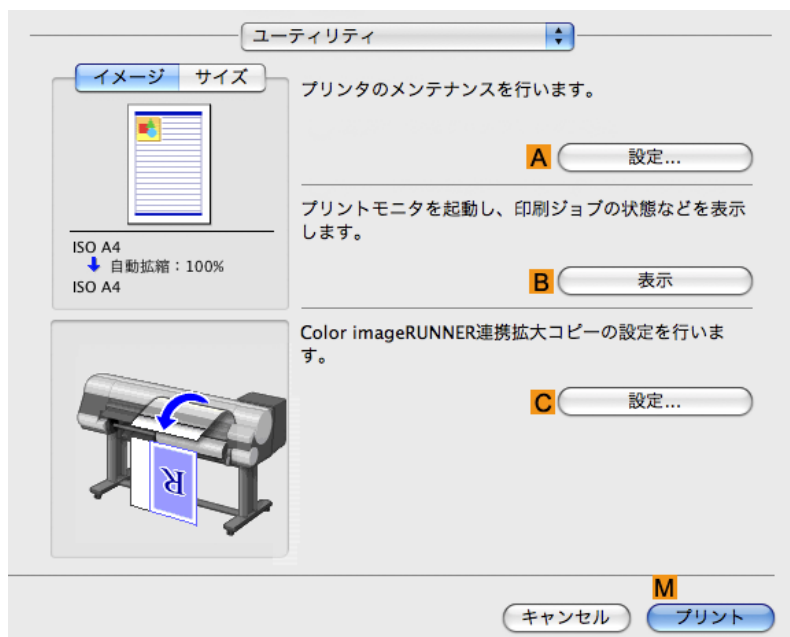 ユーティリティ
イメージ サイズ
ISO A4
自動拡縮：100%
ISO A4
プリンタのメンテナンスを行います。
A 設定...
プリントモニタを起動し、印刷ジョブの状態などを表示
します。
B 表示
Color imageRUNNER連携拡大コピーの設定を行いま
す。
C 設定...
R
M
キャンセル プリント